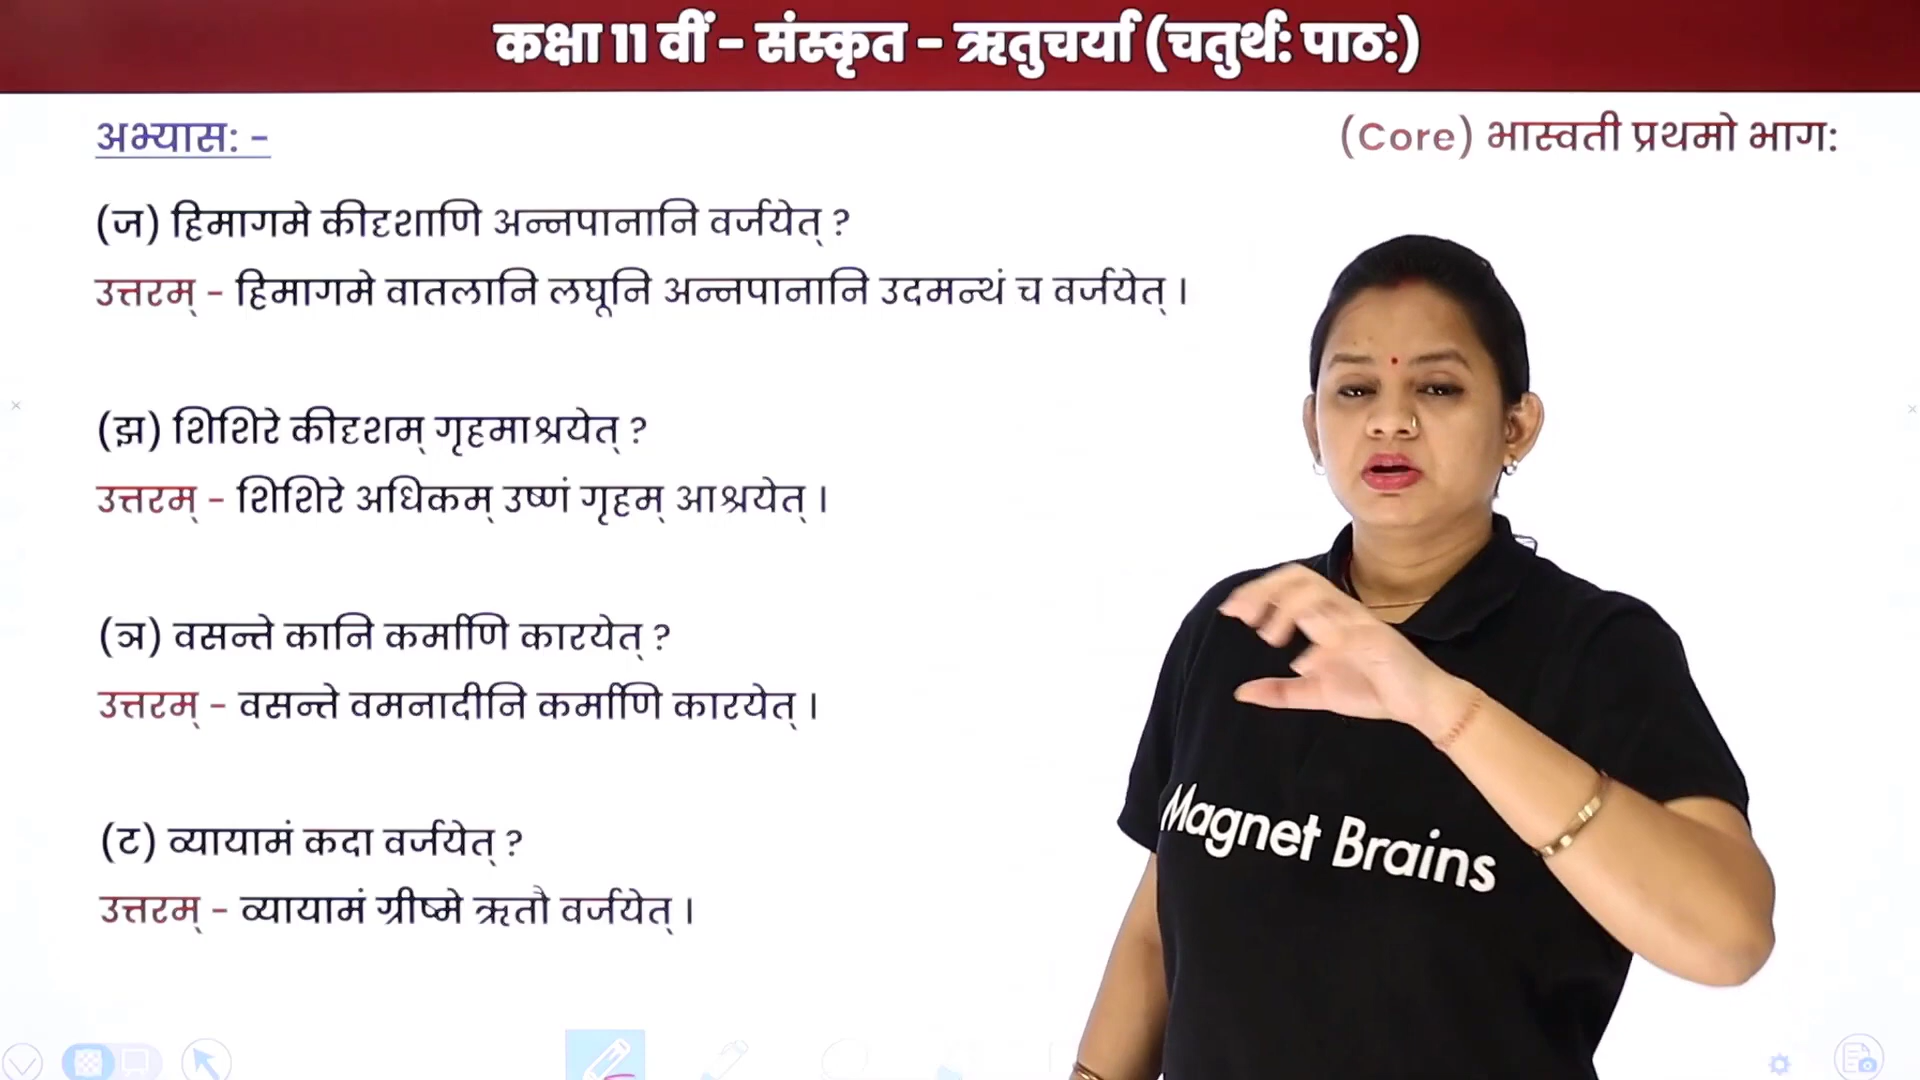 कक्षा 11 वीं - संस्कृत - ऋतुचर्या (चतुर्थ: पाठ:)
अभ्यास: -
(Core) भास्वती प्रथमो भाग:
(ज) हिमागमे कीदृशाणि अन्नपानानि वर्जयेत् ?
उत्तरम् - हिमागमे वातलानि लघूनि अन्नपानानि उदमन्थं च वर्जयेत् ।
(झ) शिशिरे कीदृशम् गृहमाश्रयेत् ?
उत्तरम् - शिशिरे अधिकम् उष्णं गृहम् आश्रयेत् ।
(ञ) वसन्ते कानि कर्माणि कारयेत् ?
उत्तरम् - वसन्ते वमनादीनि कर्माणि कारयेत् ।
(ट) व्यायामं कदा वर्जयेत् ?
उत्तरम् - व्यायामं ग्रीष्मे ऋतौ वर्जयेत् ।
Magnet Brains